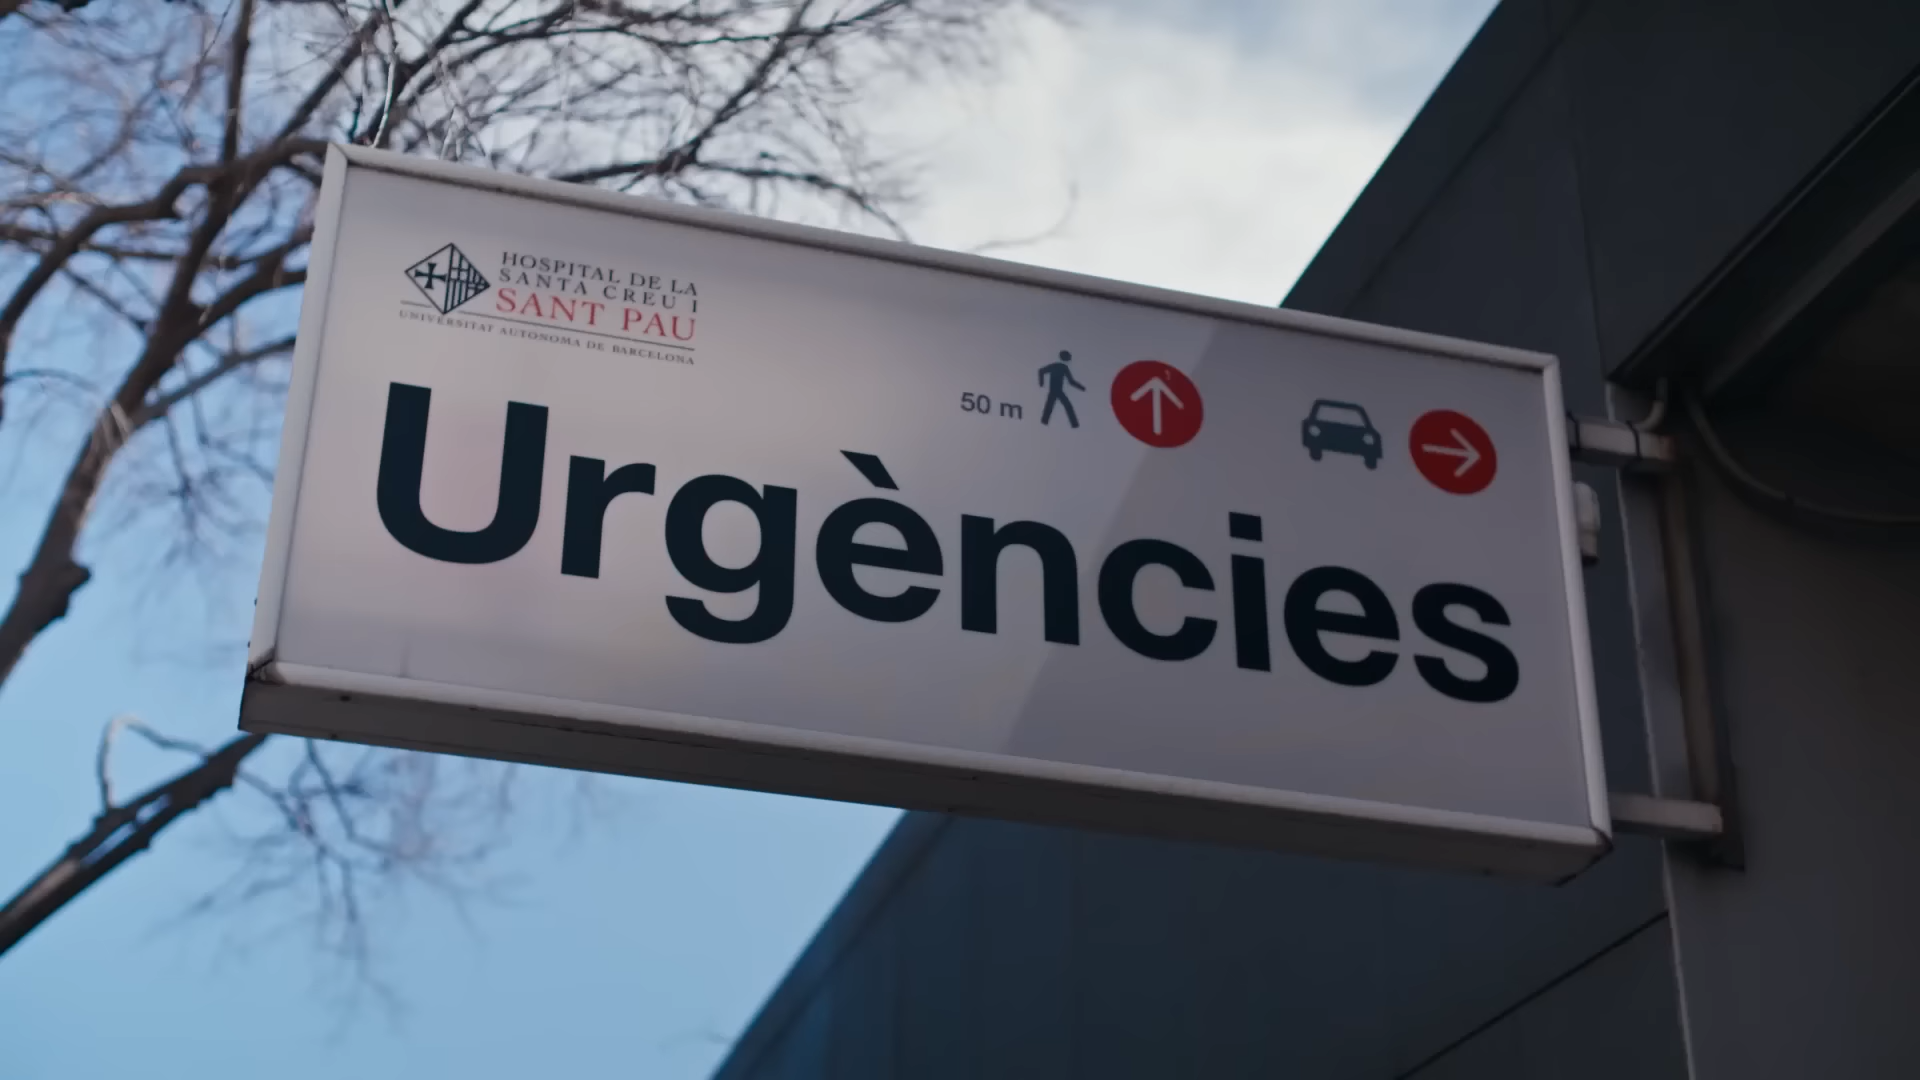 HOSPITAL DE LA
SANTA CREU I
SANT PAU
UNIVERSITAT AUTÒNOMA DE BARCELONA
50 m
Urgències